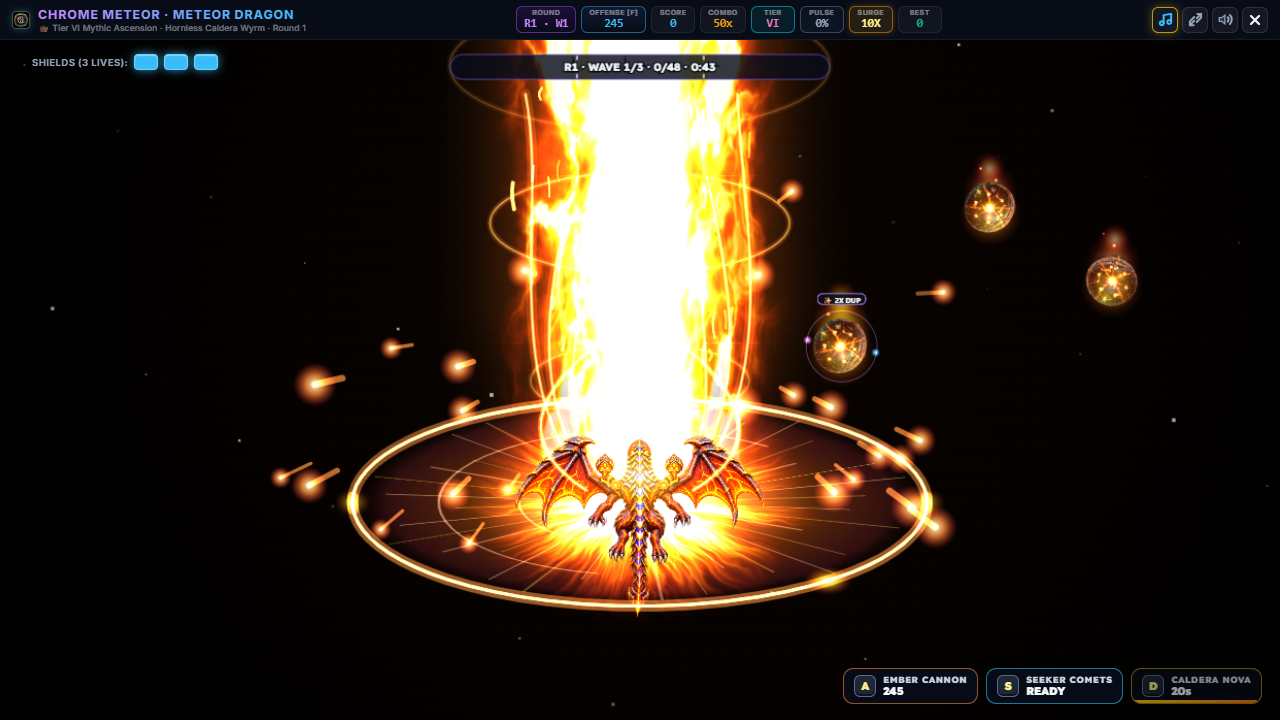 CHROME METEOR · METEOR DRAGON
Tier VI Mythic Ascension · Hornless Caldera Wyrm · Round 1
ROUND
R1 · W1
OFFENSE [F]
245
SCORE
0
COMBO
50x
TIER
VI
PULSE
0%
SURGE
10X
BEST
0
SHIELDS (3 LIVES):
R1 · WAVE 1/3 · 0/48 · 0:43
2X DUP
A EMBER CANNON
245
S SEEKER COMETS
READY
D CALDERA NOVA
20s